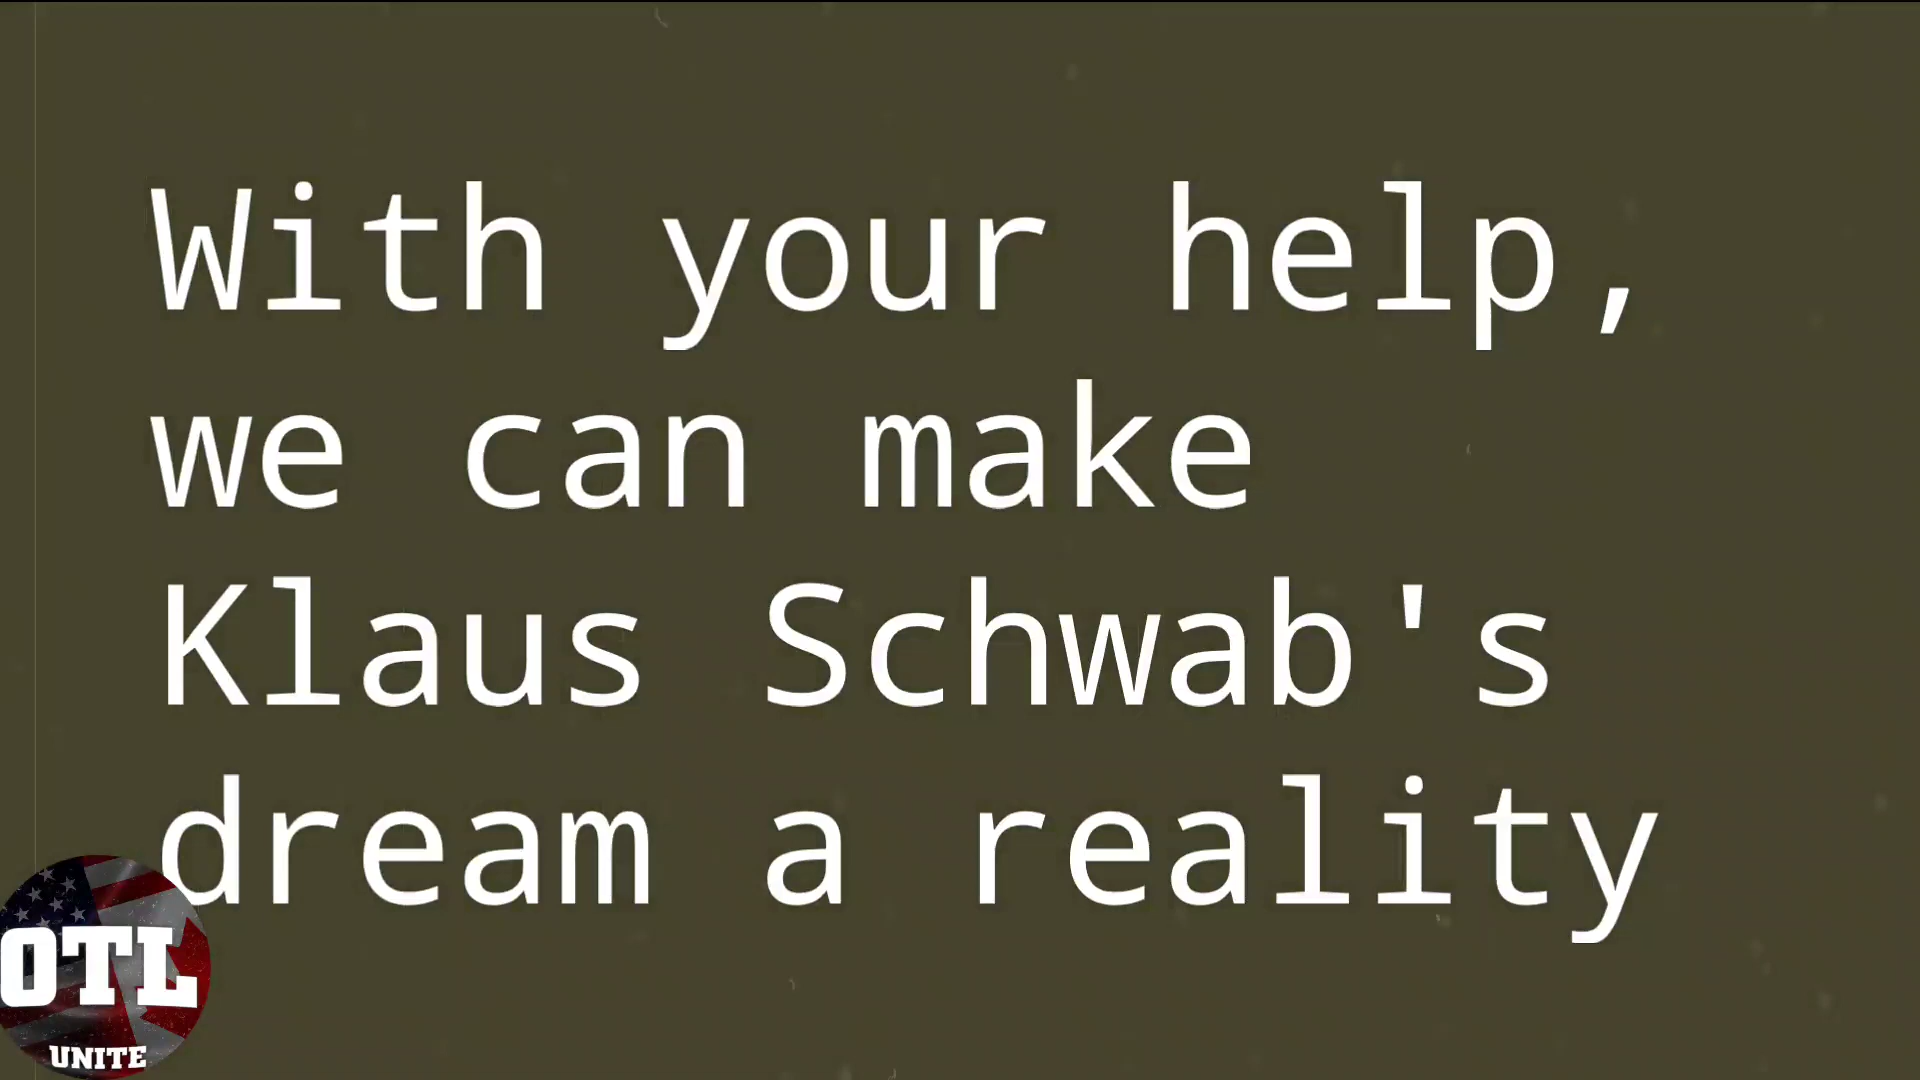 With your help,
we can make
Klaus Schwab's
dream a reality
OTL
UNITE